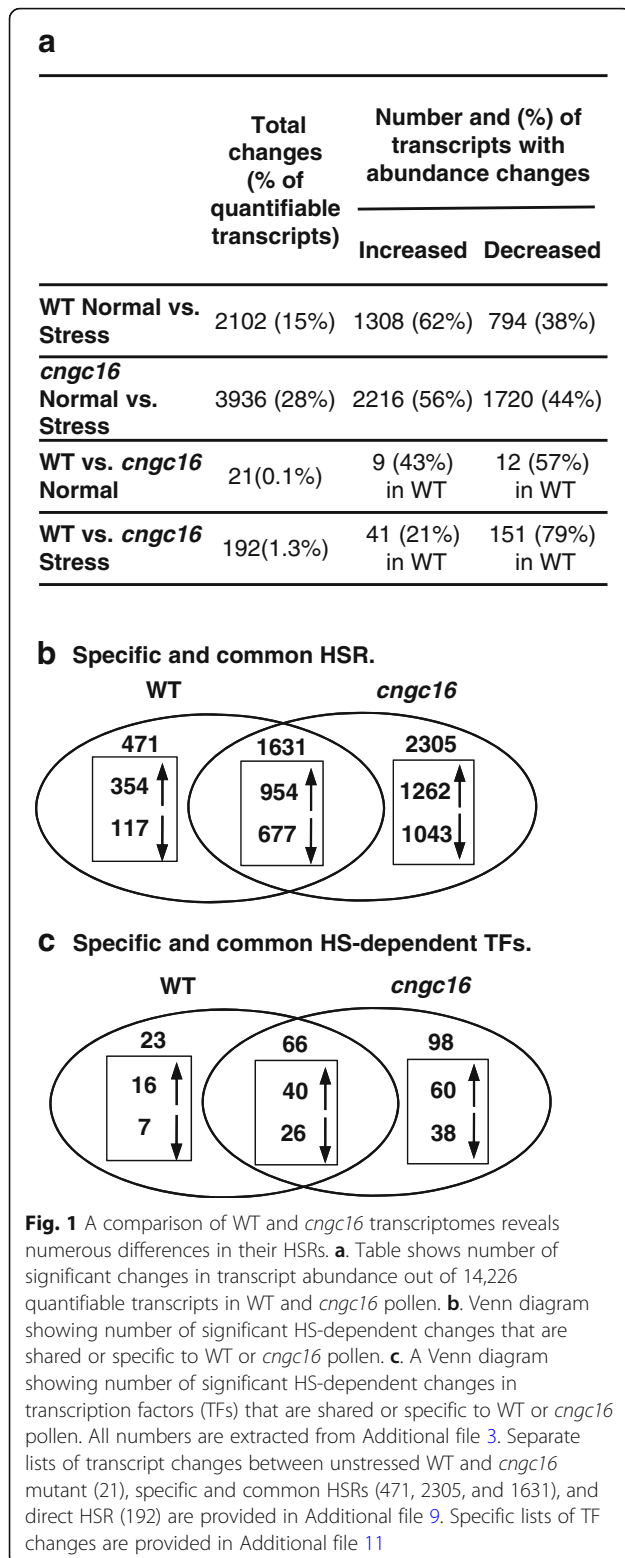 a
Total
changes
(% of
quantifiable
transcripts)
Number and (%) of
transcripts with
abundance changes
Increased Decreased
WT Normal vs.
Stress
2102 (15%) 1308 (62%) 794 (38%)
cngc16
Normal vs.
Stress
3936 (28%) 2216 (56%) 1720 (44%)
WT vs. cngc16
Normal
21(0.1%)
9 (43%)
in WT
12 (57%)
in WT
WT vs. cngc16
Stress
192(1.3%)
41 (21%)
in WT
151 (79%)
in WT
b Specific and common HSR.
WT cngc16
471 1631 2305
354 954 1262
117 677 1043
c Specific and common HS-dependent TFs.
WT cngc16
23 66 98
16 40 60
7 26 38
Fig. 1 A comparison of WT and cngc16 transcriptomes reveals
numerous differences in their HSRs. a. Table shows number of
significant changes in transcript abundance out of 14,226
quantifiable transcripts in WT and cngc16 pollen. b. Venn diagram
showing number of significant HS-dependent changes that are
shared or specific to WT or cngc16 pollen. c. A Venn diagram
showing number of significant HS-dependent changes in
transcription factors (TFs) that are shared or specific to WT or cngc16
pollen. All numbers are extracted from Additional file 3. Separate
lists of transcript changes between unstressed WT and cngc16
mutant (21), specific and common HSRs (471, 2305, and 1631), and
direct HSR (192) are provided in Additional file 9. Specific lists of TF
changes are provided in Additional file 11